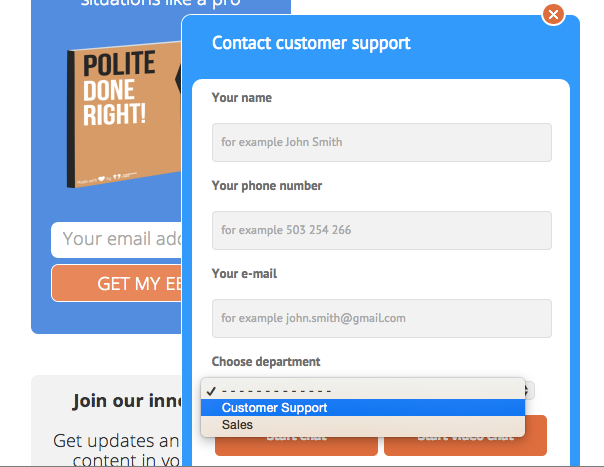 situations like a pro
POLITE
DONE
RIGHT!
Your email add
GET MY EB
Join our inno
Get updates an
content in yo
Contact customer support
Your name
for example John Smith
Your phone number
for example 503 254 266
Your e-mail
for example john.smith@gmail.com
Choose department
✓ - - - - - - - - - - - - -
Customer Support
Sales
Start chat
Start video chat